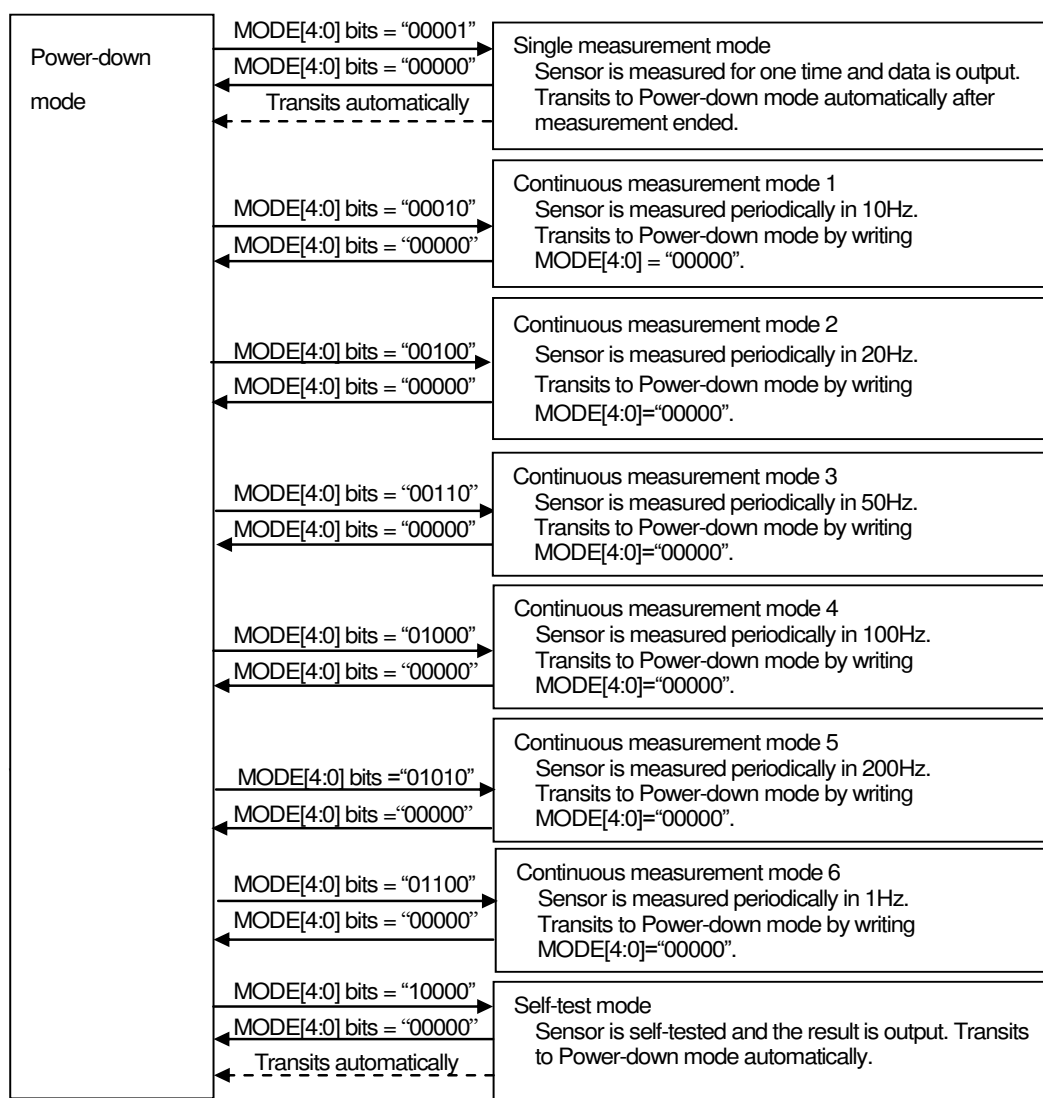 Power-down
mode
MODE[4:0] bits = “00001”
MODE[4:0] bits = “00000”
Transits automatically
Single measurement mode
Sensor is measured for one time and data is output.
Transits to Power-down mode automatically after
measurement ended.
MODE[4:0] bits = “00010”
MODE[4:0] bits = “00000”
Continuous measurement mode 1
Sensor is measured periodically in 10Hz.
Transits to Power-down mode by writing
MODE[4:0] = “00000”.
MODE[4:0] bits = “00100”
MODE[4:0] bits = “00000”
Continuous measurement mode 2
Sensor is measured periodically in 20Hz.
Transits to Power-down mode by writing
MODE[4:0]=“00000”.
MODE[4:0] bits = “00110”
MODE[4:0] bits = “00000”
Continuous measurement mode 3
Sensor is measured periodically in 50Hz.
Transits to Power-down mode by writing
MODE[4:0]=“00000”.
MODE[4:0] bits = “01000”
MODE[4:0] bits = “00000”
Continuous measurement mode 4
Sensor is measured periodically in 100Hz.
Transits to Power-down mode by writing
MODE[4:0]=“00000”.
MODE[4:0] bits =“01010”
MODE[4:0] bits =“00000”
Continuous measurement mode 5
Sensor is measured periodically in 200Hz.
Transits to Power-down mode by writing
MODE[4:0]=“00000”.
MODE[4:0] bits = “01100”
MODE[4:0] bits = “00000”
Continuous measurement mode 6
Sensor is measured periodically in 1Hz.
Transits to Power-down mode by writing
MODE[4:0]=“00000”.
MODE[4:0] bits = “10000”
MODE[4:0] bits = “00000”
Transits automatically
Self-test mode
Sensor is self-tested and the result is output. Transits
to Power-down mode automatically.